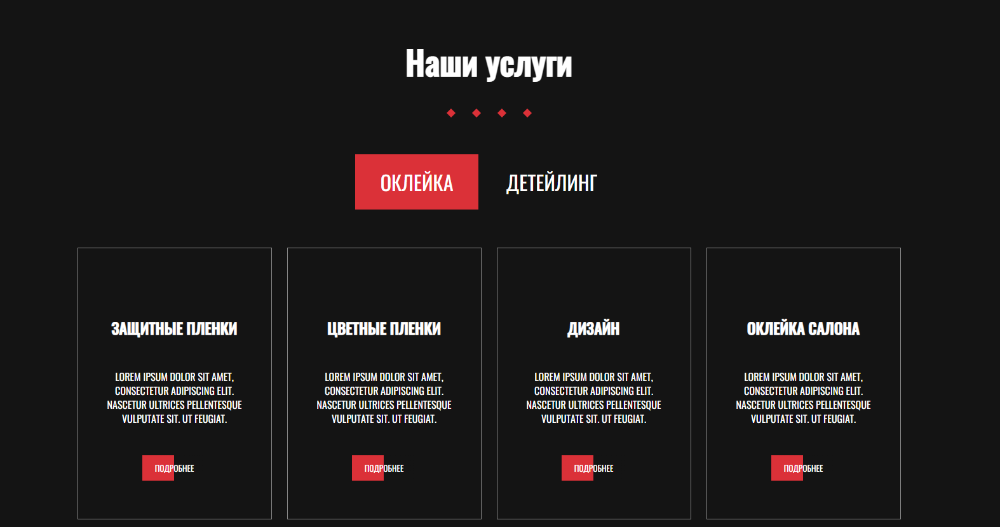 Наши услуги
ОКЛЕЙКА
ДЕТЕЙЛИНГ
ЗАЩИТНЫЕ ПЛЕНКИ
LOREM IPSUM DOLOR SIT AMET,
CONSECTETUR ADIPISCING ELIT.
NASCETUR ULTRICES PELLENTESQUE
VULPUTATE SIT. UT FEUGIAT.
ПОДРОБНЕЕ
ЦВЕТНЫЕ ПЛЕНКИ
LOREM IPSUM DOLOR SIT AMET,
CONSECTETUR ADIPISCING ELIT.
NASCETUR ULTRICES PELLENTESQUE
VULPUTATE SIT. UT FEUGIAT.
ПОДРОБНЕЕ
ДИЗАЙН
LOREM IPSUM DOLOR SIT AMET,
CONSECTETUR ADIPISCING ELIT.
NASCETUR ULTRICES PELLENTESQUE
VULPUTATE SIT. UT FEUGIAT.
ПОДРОБНЕЕ
ОКЛЕЙКА САЛОНА
LOREM IPSUM DOLOR SIT AMET,
CONSECTETUR ADIPISCING ELIT.
NASCETUR ULTRICES PELLENTESQUE
VULPUTATE SIT. UT FEUGIAT.
ПОДРОБНЕЕ